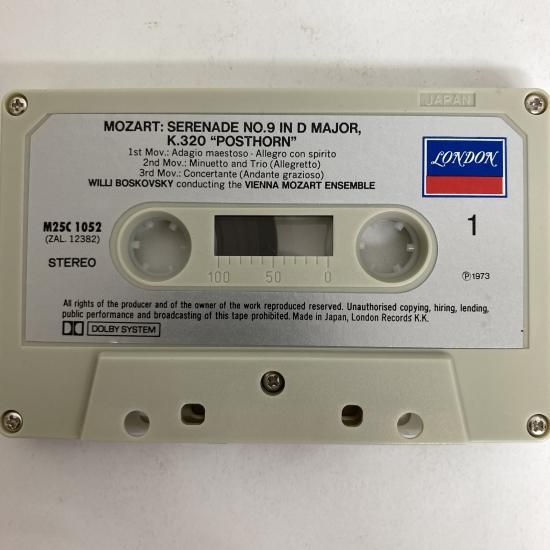 JAPAN
MOZART: SERENADE NO.9 IN D MAJOR,
K.320 "POSTHORN"
1st Mov.: Adagio maestoso - Allegro con spirito
2nd Mov.: Minuetto and Trio (Allegretto)
3rd Mov.: Concertante (Andante grazioso)
WILLI BOSKOVSKY conducting the VIENNA MOZART ENSEMBLE
LONDON
M25C 1052
(ZAL. 12382)
STEREO
1
100 50 0
Ⓟ1973
All rights of the producer and of the owner of the work reproduced reserved. Unauthorised copying, hiring, lending,
public performance and broadcasting of this tape prohibited. Made in Japan, London Records K.K.
DOLBY SYSTEM